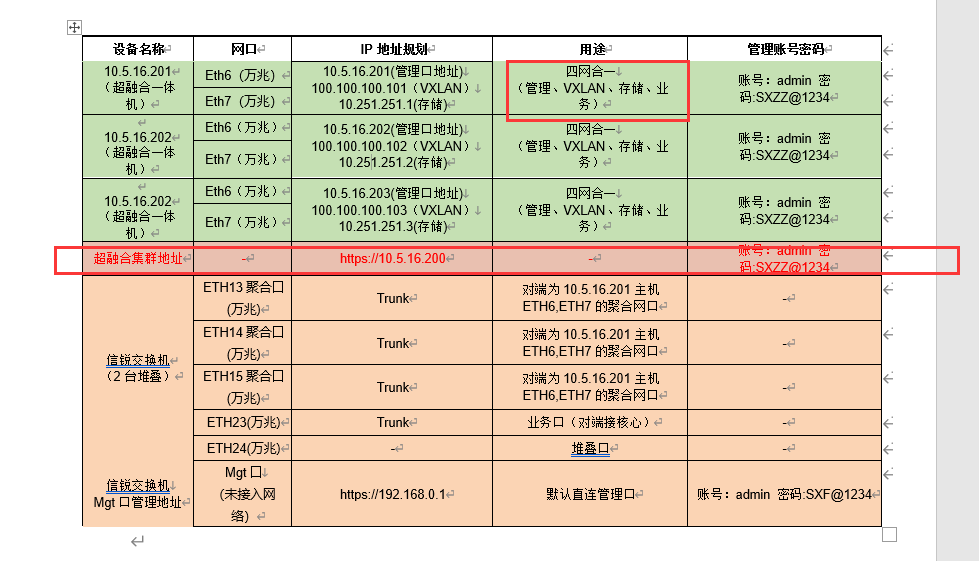 设备名称 网口 IP 地址规划 用途 管理账号密码
10.5.16.201
（超融合一体
机）
Eth6（万兆）
Eth7（万兆）
10.5.16.201(管理口地址)
100.100.100.101（VXLAN）
10.251.251.1(存储)
四网合一
（管理、VXLAN、存储、业
务）
账号：admin 密
码:SXZZ@1234
10.5.16.202
（超融合一体
机）
Eth6（万兆）
Eth7（万兆）
10.5.16.202(管理口地址)
100.100.100.102（VXLAN）
10.251.251.2(存储)
四网合一
（管理、VXLAN、存储、业
务）
账号：admin 密
码:SXZZ@1234
10.5.16.202
（超融合一体
机）
Eth6（万兆）
Eth7（万兆）
10.5.16.203(管理口地址)
100.100.100.103（VXLAN）
10.251.251.3(存储)
四网合一
（管理、VXLAN、存储、业
务）
账号：admin 密
码:SXZZ@1234
超融合集群地址 - https://10.5.16.200 -
账号：admin 密
码:SXZZ@1234
信锐交换机
（2 台堆叠）
ETH13 聚合口
(万兆)
Trunk
对端为 10.5.16.201 主机
ETH6,ETH7 的聚合网口
-
ETH14 聚合口
(万兆)
Trunk
对端为 10.5.16.201 主机
ETH6,ETH7 的聚合网口
-
ETH15 聚合口
(万兆)
Trunk
对端为 10.5.16.201 主机
ETH6,ETH7 的聚合网口
-
ETH23(万兆) Trunk 业务口（对端接核心） -
ETH24(万兆) - 堆叠口 -
信锐交换机
Mgt 口管理地址
Mgt 口
(未接入网
络)
https://192.168.0.1 默认直连管理口 账号：admin 密码:SXF@1234